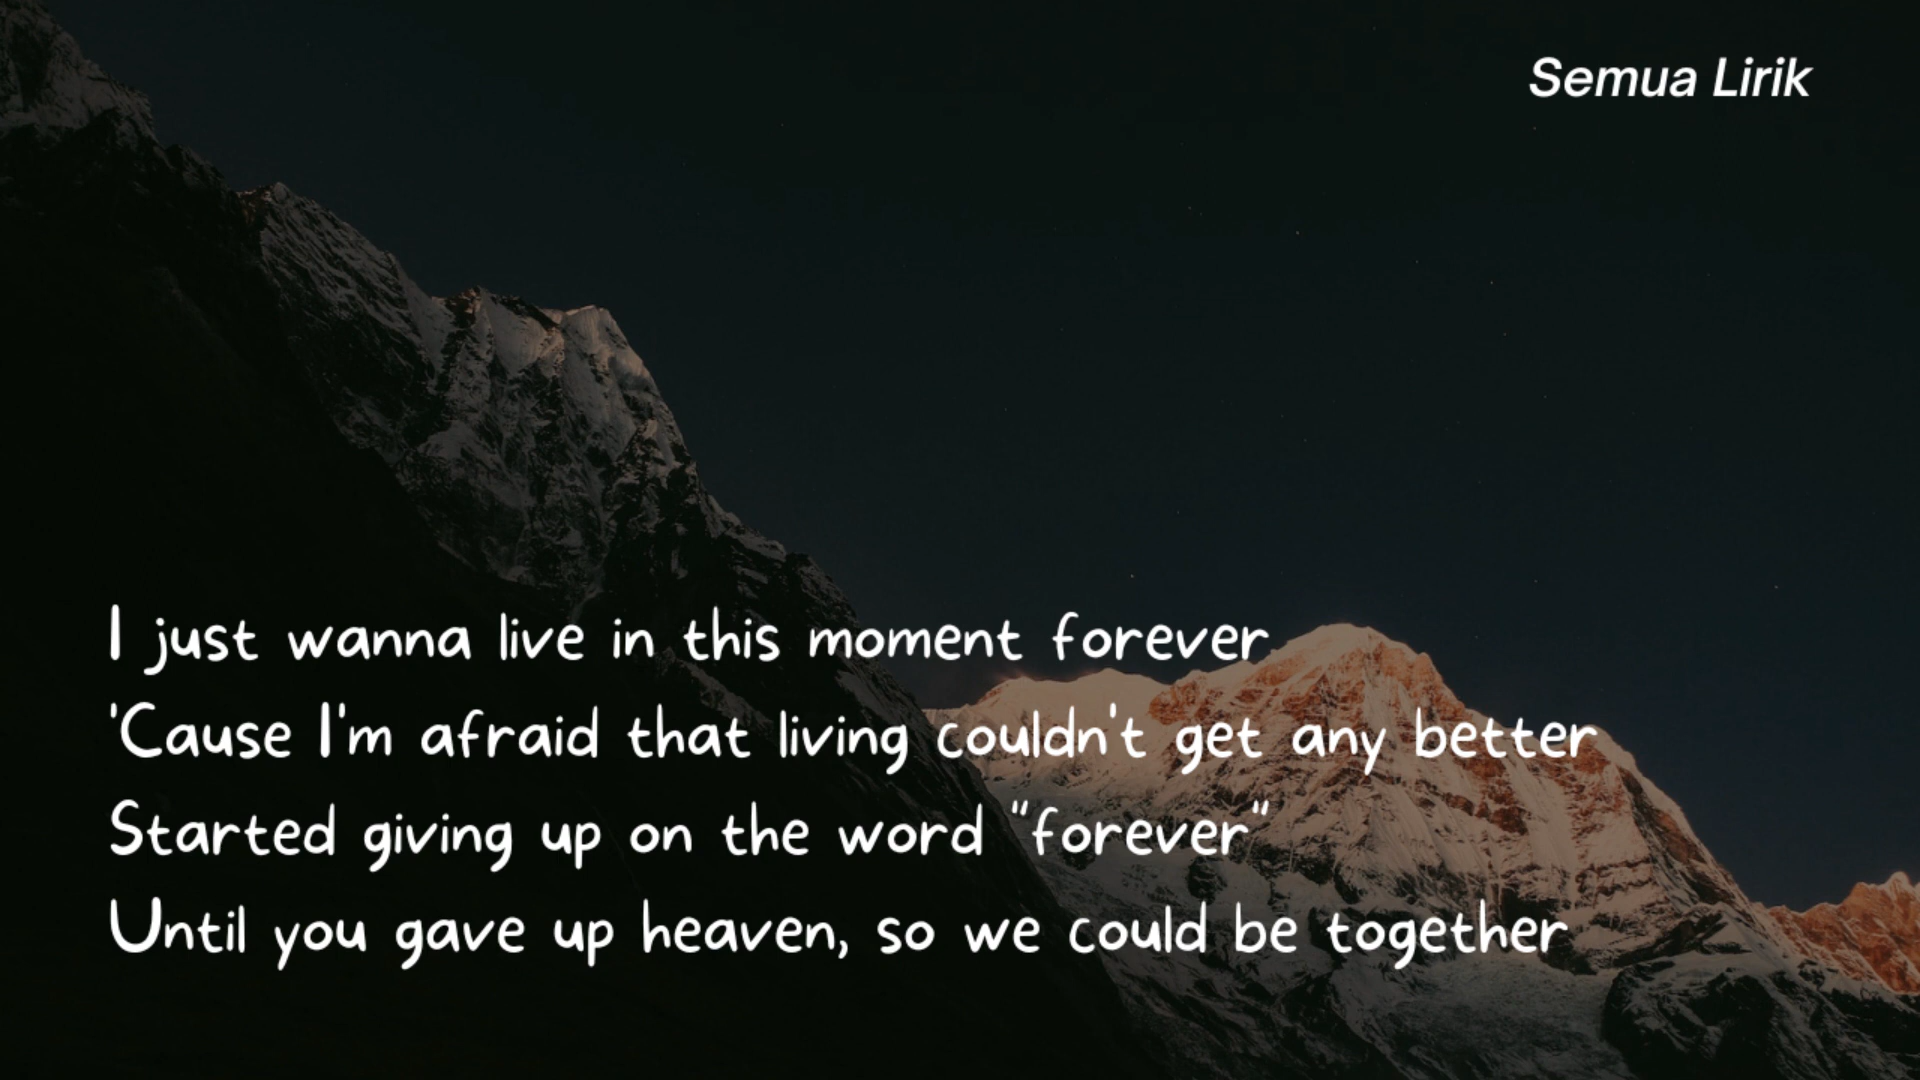 Semua Lirik
I just wanna live in this moment forever
'Cause I'm afraid that living couldn't get any better
Started giving up on the word "forever"
Until you gave up heaven, so we could be together